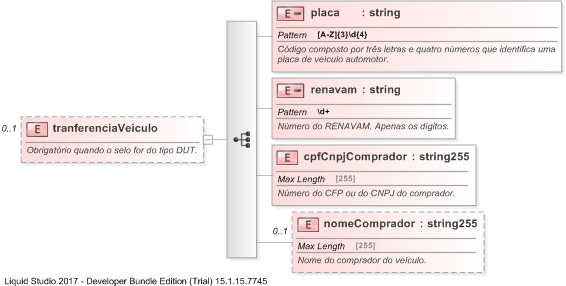 E placa : string
Pattern [A-Z]{3}\d{4}
Código composto por três letras e quatro números que identifica uma
placa de veículo automotor.
E renavam : string
Pattern \d+
Número do RENAVAM. Apenas os dígitos.
0..1 E tranferenciaVeiculo
Obrigatório quando o selo for do tipo DUT.
E cpfCnpjComprador : string255
Max Length [255]
Número do CFP ou do CNPJ do comprador.
0..1 E nomeComprador : string255
Max Length [255]
Nome do comprador do veículo.
Liquid Studio 2017 - Developer Bundle Edition (Trial) 15.1.15.7745